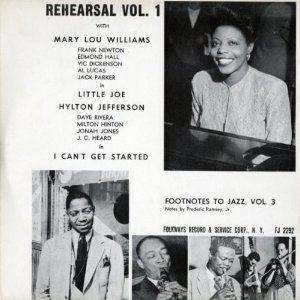 REHEARSAL VOL. 1
WITH
MARY LOU WILLIAMS
FRANK NEWTON
EDMOND HALL
VIC DICKENSON
AL LUCAS
JACK PARKER
in
LITTLE JOE
HYLTON JEFFERSON
DAVE RIVERA
MILTON HINTON
JONAH JONES
J. C. HEARD
in
I CAN'T GET STARTED
FOOTNOTES TO JAZZ, VOL. 3
Notes by Frederic Ramsey, Jr.
FOLKWAYS RECORD & SERVICE CORP., N. Y. FJ 2292